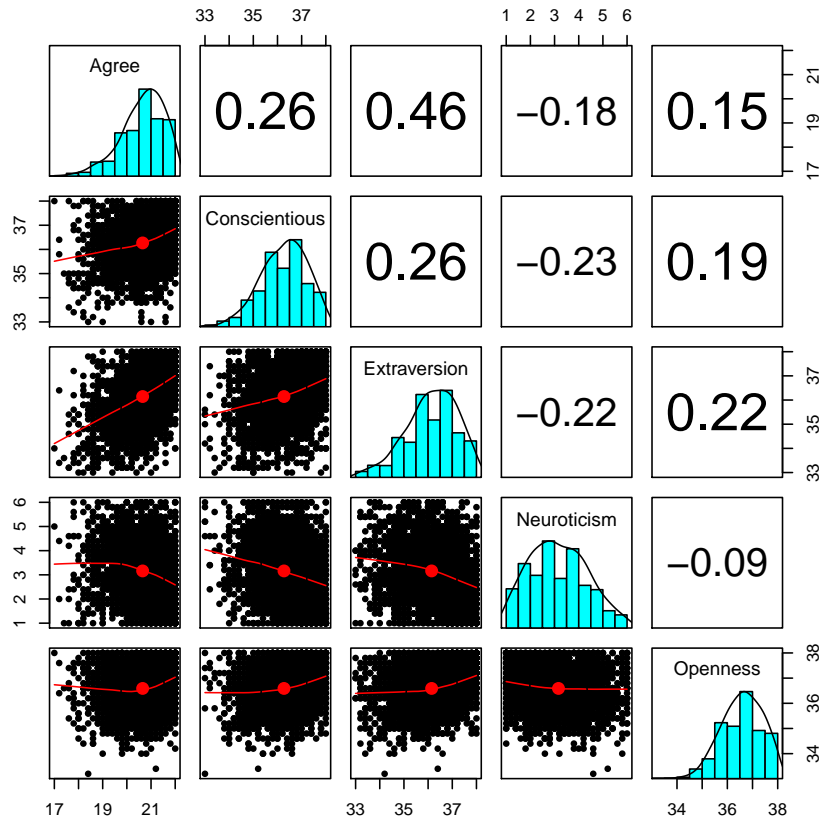 33 35 37 1 2 3 4 5 6
Agree
0.26 0.46 −0.18 0.15
17 19 21
33 35 37
Conscientious
0.26 −0.23 0.19
Extraversion
−0.22 0.22
33 35 37
1 2 3 4 5 6
Neuroticism
−0.09
Openness
34 36 38
17 19 21 33 35 37 34 36 38